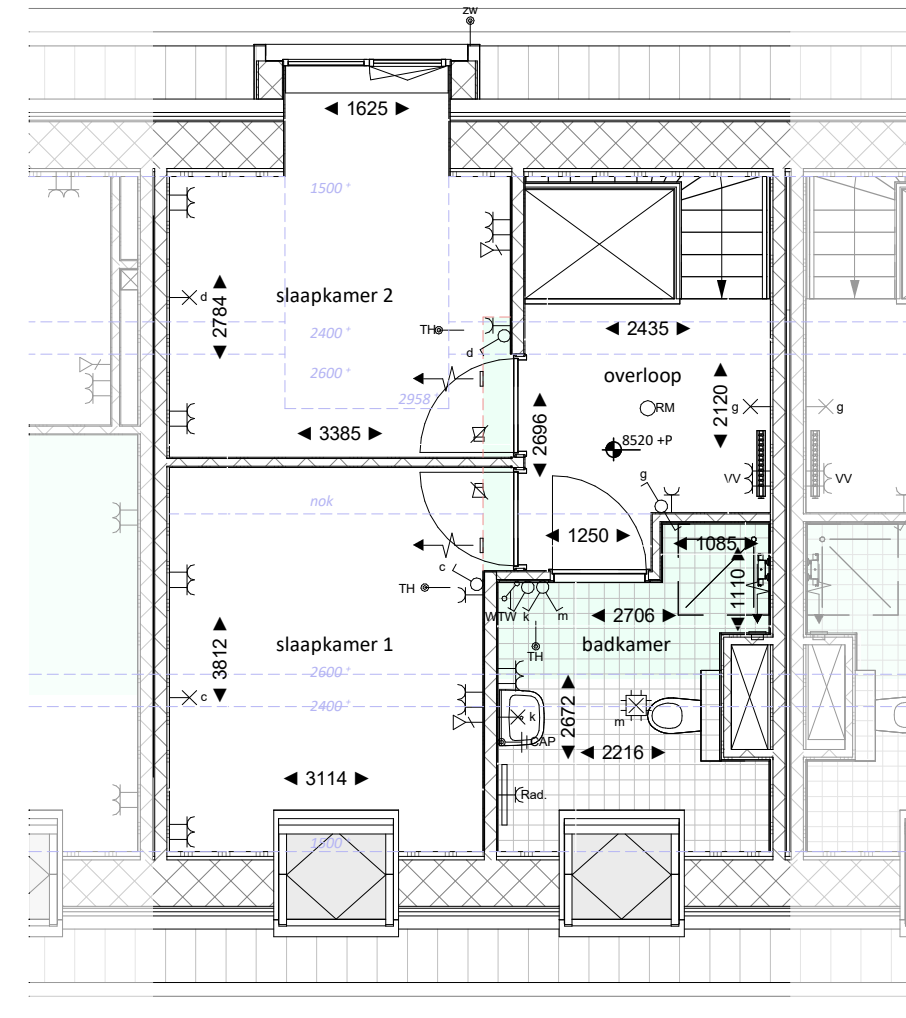 zw
◄ 1625 ►
1500 *
d
◄ 2784 ►
slaapkamer 2
2400 *
TH
d
2600 *
2958 *
◄ 3385 ►
◄ 2435 ►
overloop
RM
◄ 2120 ►
g
g
◄ 2696 ►
8520 +P
g
VV
VV
nok
◄ 1250 ►
◄ 1085 ►
◄ 1110 ►
c
TH
WTW
k
m
◄ 2706 ►
badkamer
TH
slaapkamer 1
◄ 3812 ►
2600 *
c
2400 *
k
CAP
◄ 2672 ►
m
◄ 2216 ►
◄ 3114 ►
Rad.
1500 *